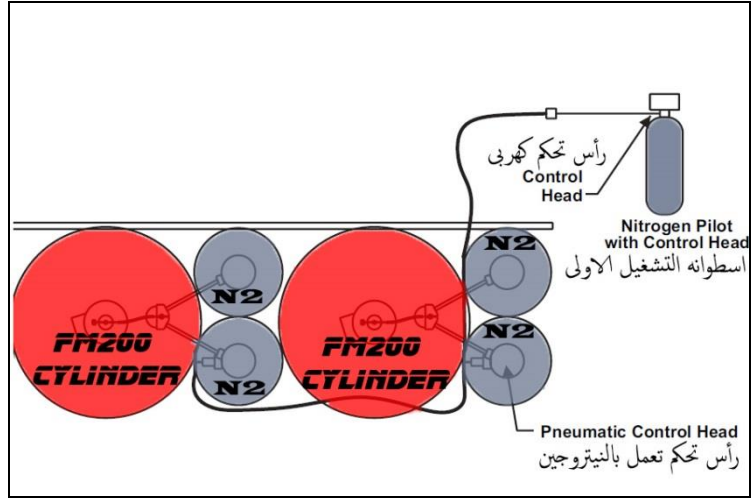 رأس تحكم كهربى
Control
Head
Nitrogen Pilot
with Control Head
اسطوانه التشغيل الاولى
N2
N2
FM200
CYLINDER
N2
N2
FM200
CYLINDER
Pneumatic Control Head
رأس تحكم تعمل بالنيتروجين